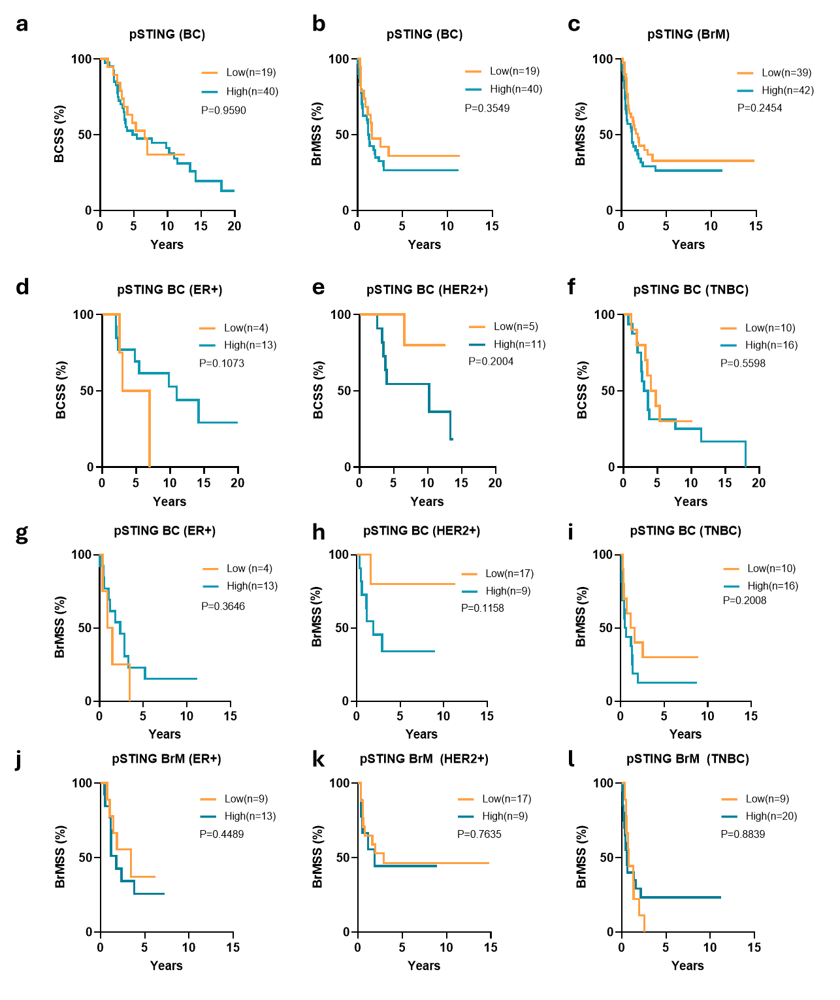 a
pSTING (BC)
BCSS (%)
100
50
0
0 5 10 15 20
Years
Low(n=19)
High(n=40)
P=0.9590
b
pSTING (BC)
BrMSS (%)
100
50
0
0 5 10 15
Years
Low(n=19)
High(n=40)
P=0.3549
c
pSTING (BrM)
BrMSS (%)
100
50
0
0 5 10 15
Years
Low(n=39)
High(n=42)
P=0.2454
d
pSTING BC (ER+)
BCSS (%)
100
50
0
0 5 10 15 20
Years
Low(n=4)
High(n=13)
P=0.1073
e
pSTING BC (HER2+)
BCSS (%)
100
50
0
0 5 10 15 20
Years
Low(n=5)
High(n=11)
P=0.2004
f
pSTING BC (TNBC)
BCSS (%)
100
50
0
0 5 10 15 20
Years
Low(n=10)
High(n=16)
P=0.5598
g
pSTING BC (ER+)
BrMSS (%)
100
50
0
0 5 10 15
Years
Low (n=4)
High(n=13)
P=0.3646
h
pSTING BC (HER2+)
BrMSS (%)
100
50
0
0 5 10 15
Years
Low(n=17)
High(n=9)
P=0.1158
i
pSTING BC (TNBC)
BrMSS (%)
100
50
0
0 5 10 15
Years
Low(n=10)
High(n=16)
P=0.2008
j
pSTING BrM (ER+)
BrMSS (%)
100
50
0
0 5 10 15
Years
Low(n=9)
High(n=13)
P=0.4489
k
pSTING BrM (HER2+)
BrMSS (%)
100
50
0
0 5 10 15
Years
Low(n=17)
High(n=9)
P=0.7635
l
pSTING BrM (TNBC)
BrMSS (%)
100
50
0
0 5 10 15
Years
Low(n=9)
High(n=20)
P=0.8839